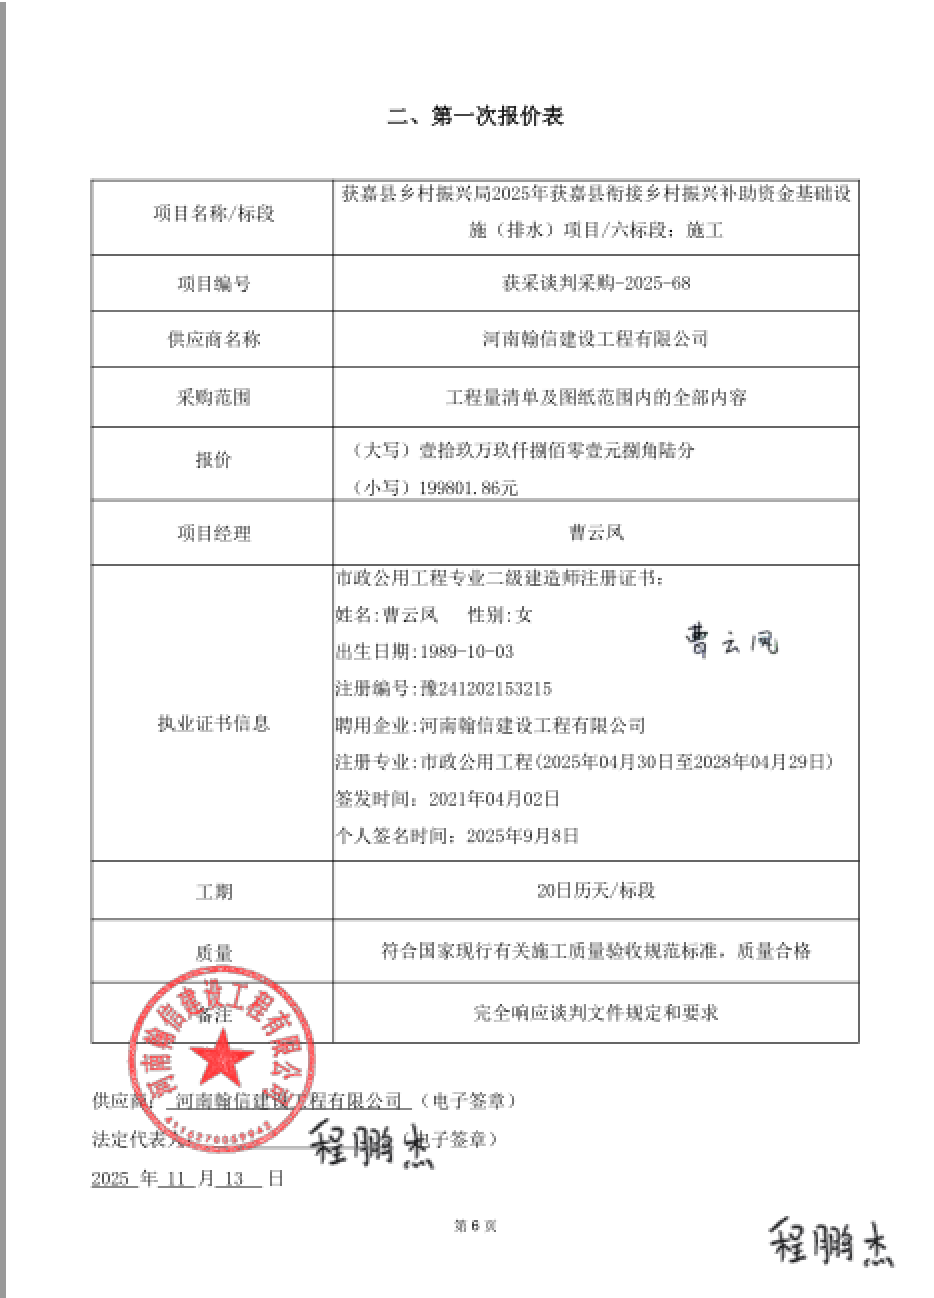 二、第一次报价表
项目名称/标段
获嘉县乡村振兴局2025年获嘉县衔接乡村振兴补助资金基础设
施（排水）项目/六标段：施工
项目编号
获采谈判采购-2025-68
供应商名称
河南翰信建设工程有限公司
采购范围
工程量清单及图纸范围内的全部内容
报价
（大写）壹拾玖万玖仟捌佰零壹元捌角陆分
（小写）199801.86元
项目经理
曹云凤
执业证书信息
市政公用工程专业二级建造师注册证书：
姓名:曹云凤 性别:女
出生日期:1989-10-03
曹云凤
注册编号:豫241202153215
聘用企业:河南翰信建设工程有限公司
注册专业:市政公用工程(2025年04月30日至2028年04月29日)
签发时间：2021年04月02日
个人签名时间：2025年9月8日
工期
20日历天/标段
质量
符合国家现行有关施工质量验收规范标准，质量合格
备注
完全响应谈判文件规定和要求
河南翰信建设工程有限公司
供应商：河南翰信建设工程有限公司（电子签章）
法定代表人：程鹏杰（电子签章）
2025 年 11 月 13 日
第 6 页
程鹏杰